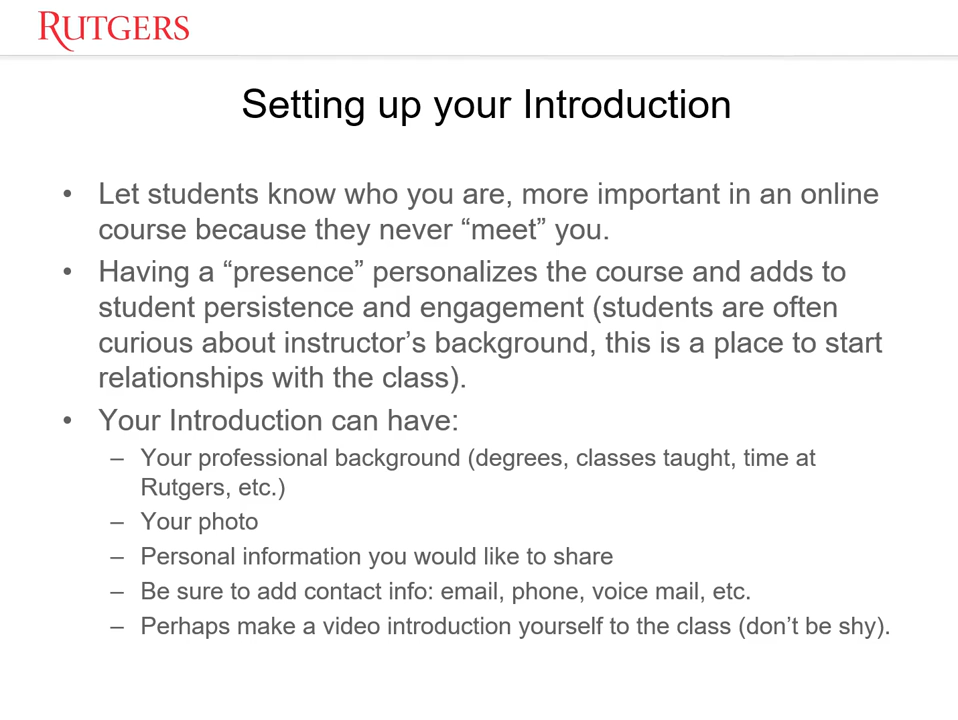 RUTGERS
Setting up your Introduction
• Let students know who you are, more important in an online
course because they never “meet” you.
• Having a “presence” personalizes the course and adds to
student persistence and engagement (students are often
curious about instructor’s background, this is a place to start
relationships with the class).
• Your Introduction can have:
– Your professional background (degrees, classes taught, time at
Rutgers, etc.)
– Your photo
– Personal information you would like to share
– Be sure to add contact info: email, phone, voice mail, etc.
– Perhaps make a video introduction yourself to the class (don’t be shy).